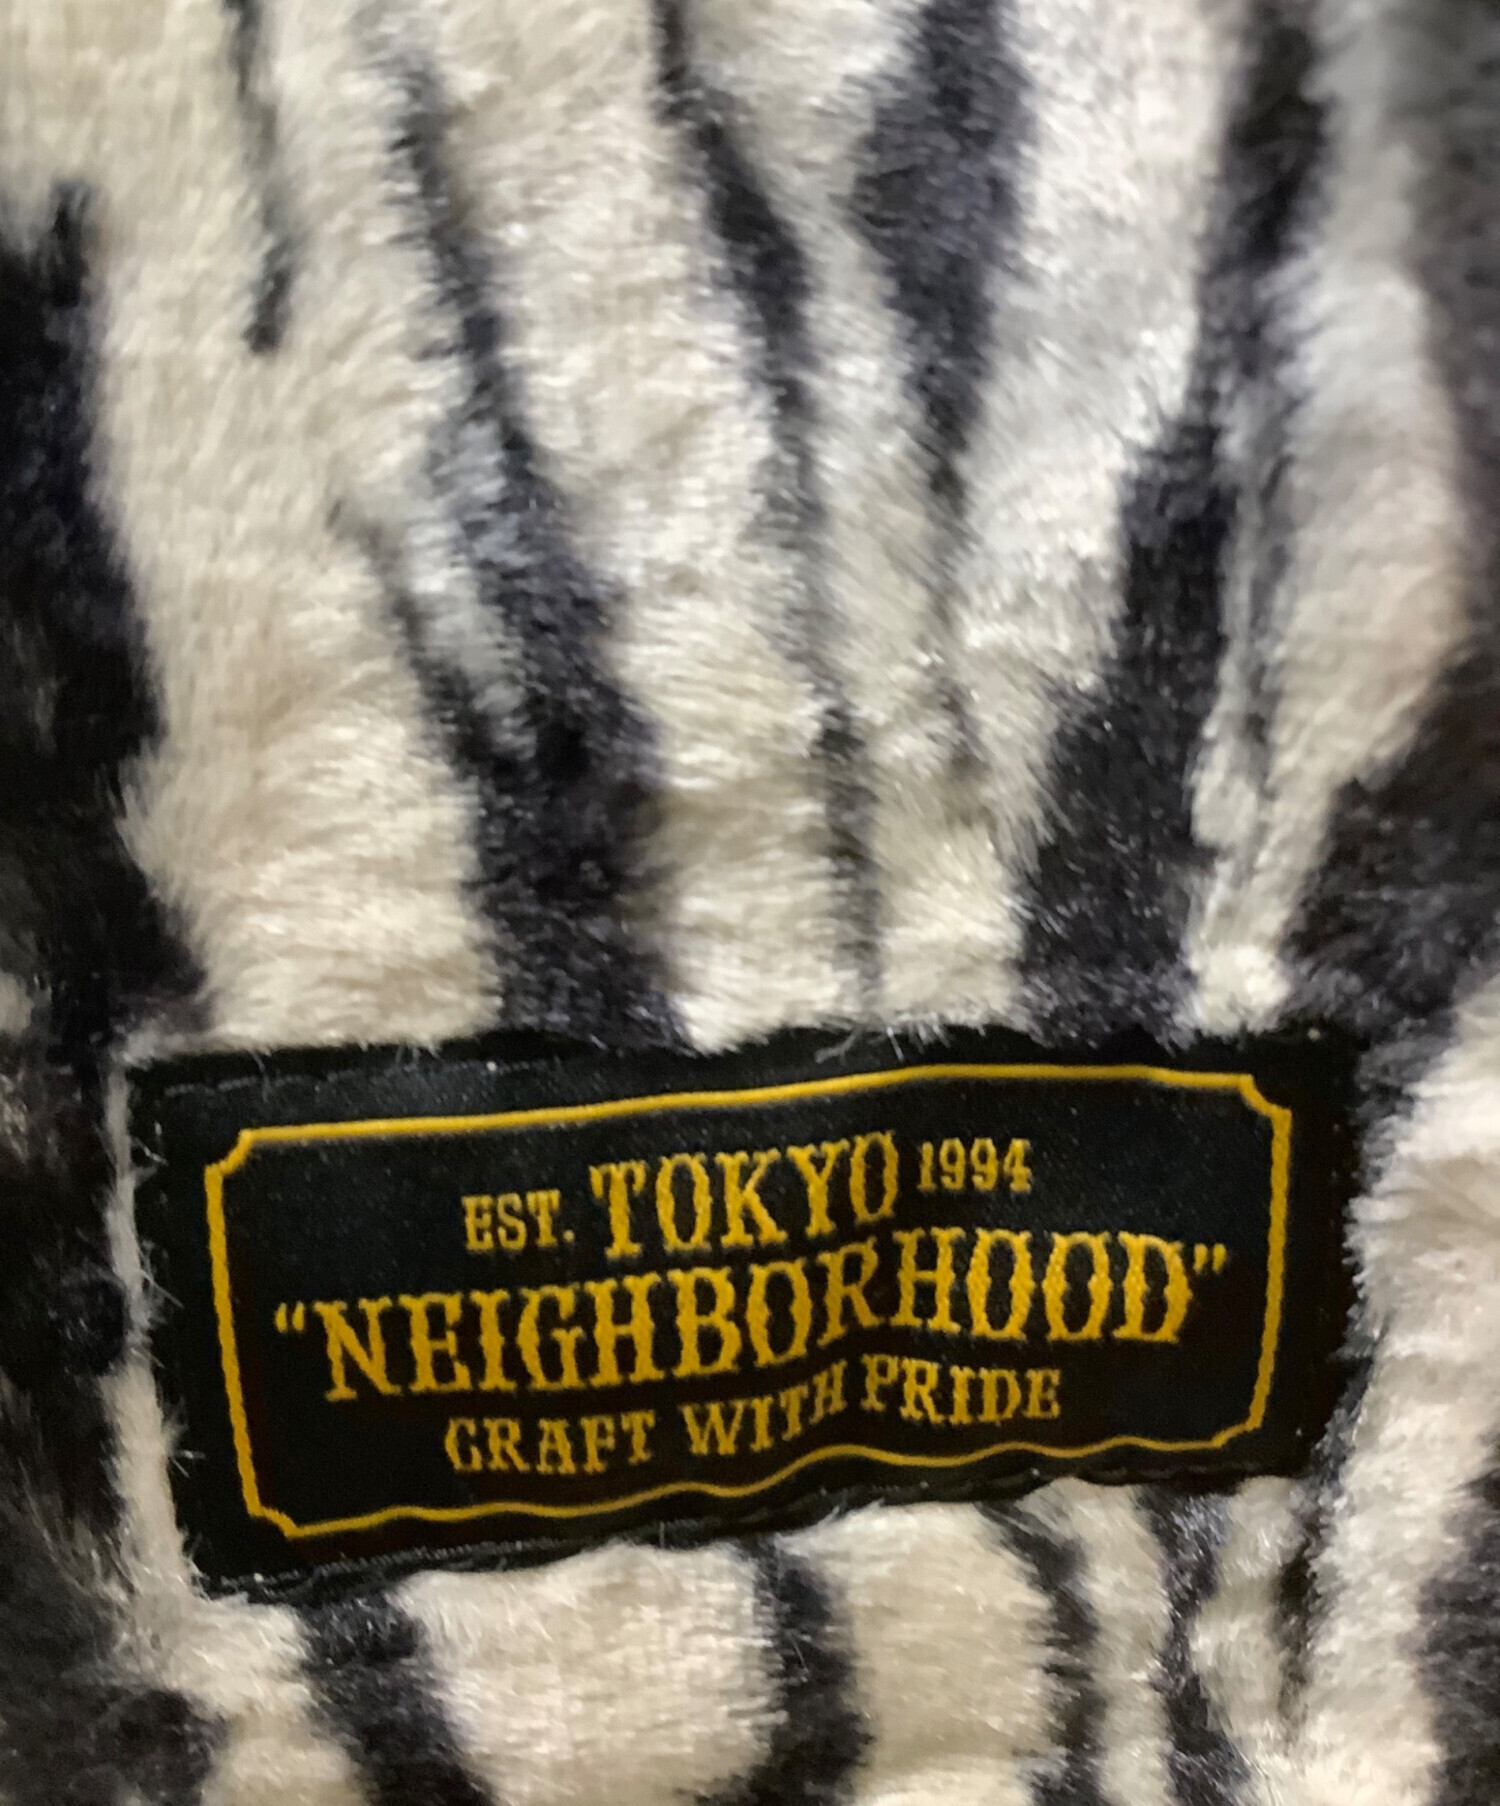 EST. TOKYO 1994
“NEIGHBORHOOD”
CRAFT WITH PRIDE